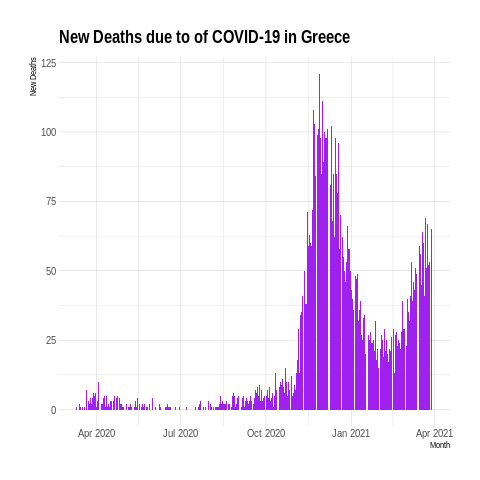 New Deaths due to of COVID-19 in Greece
New Deaths
125
100
75
50
25
0
Apr 2020 Jul 2020 Oct 2020 Jan 2021 Apr 2021
Month